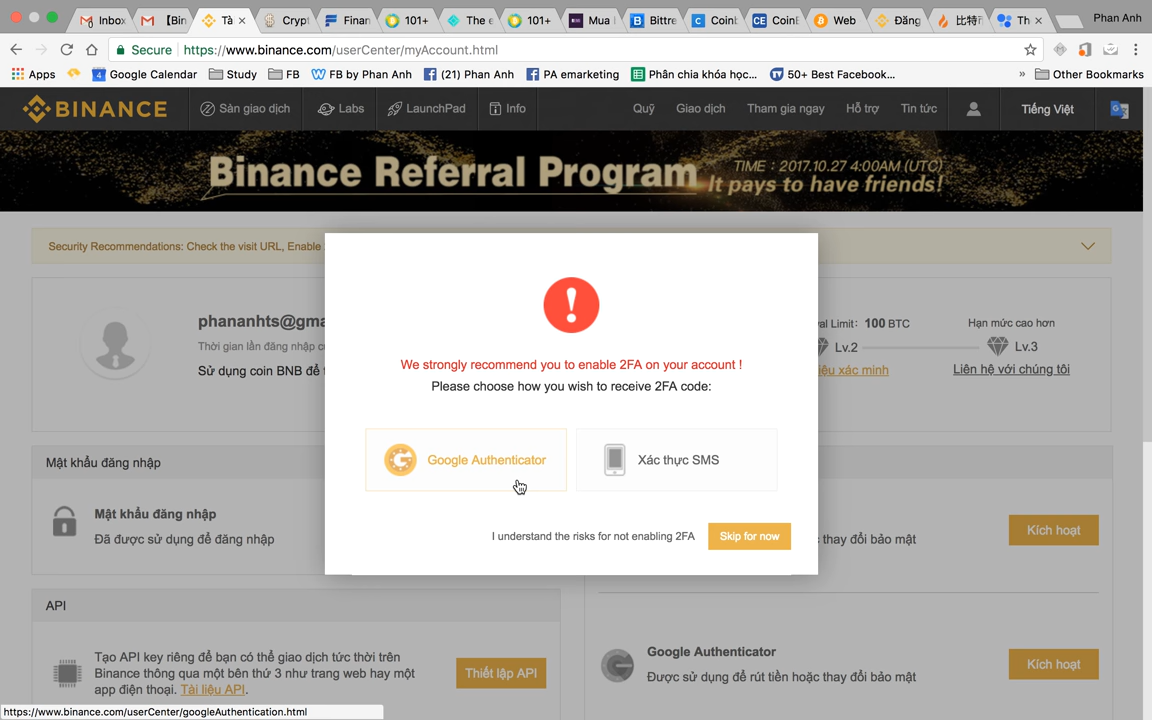 Inbo
【Bin
Tà
Crypt
Finan
101+
The e
101+
Mua
Bittre
Coinb
CoinE
Web
Đăng
Th
Phan Anh
Secure
https://www.binance.com/userCenter/myAccount.html
Apps
Google Calendar
Study
FB
FB by Phan Anh
(21) Phan Anh
PA emarketing
Phân chia khóa học...
50+ Best Facebook...
» Other Bookmarks
BINANCE
Sàn giao dịch
Labs
LaunchPad
Info
Quỹ
Giao dịch
Tham gia ngay
Hỗ trợ
Tin tức
Tiếng Việt
Binance Referral Program
TIME : 2017.10.27 4:00AM (UTC)
It pays to have friends!
Security Recommendations: Check the visit URL, Enable
phananhts@gma
Thời gian lần đăng nhập
Sử dụng coin BNB để
al Limit: 100 BTC
Hạn mức cao hơn
Lv.2
Lv.3
iệu xác minh
Liên hệ với chúng tôi
We strongly recommend you to enable 2FA on your account !
Please choose how you wish to receive 2FA code:
Google Authenticator
Xác thực SMS
I understand the risks for not enabling 2FA
Skip for now
Mật khẩu đăng nhập
Mật khẩu đăng nhập
Đã được sử dụng để đăng nhập
thay đổi bảo mật
Kích hoạt
API
Tạo API key riêng để bạn có thể giao dịch tức thời trên
Binance thông qua một bên thứ 3 như trang web hay một
app điện thoại. Tài liệu API.
Thiết lập API
Google Authenticator
Được sử dụng để rút tiền hoặc thay đổi bảo mật
Kích hoạt
https://www.binance.com/userCenter/googleAuthentication.html